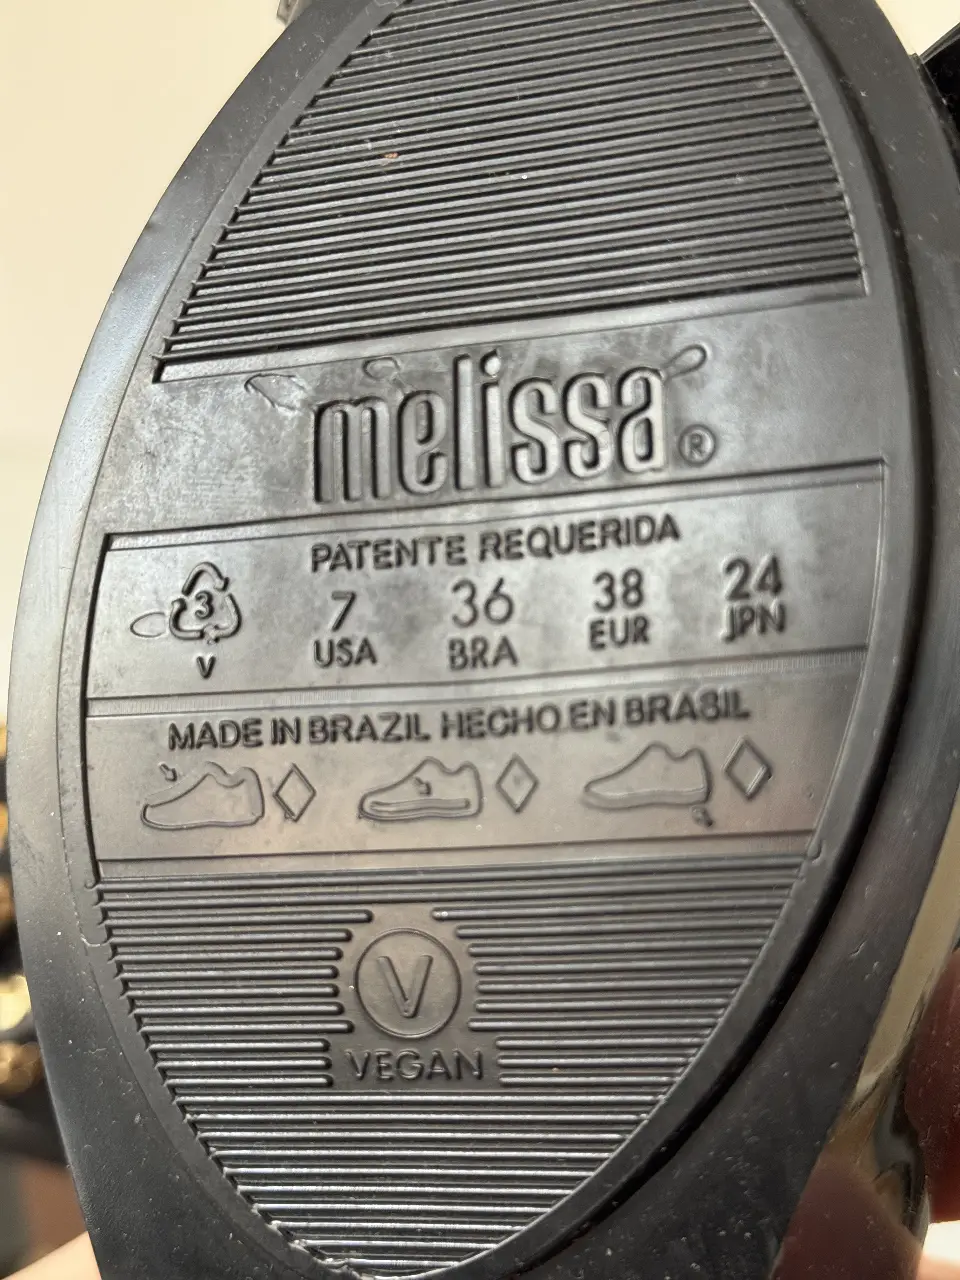 melissa®
PATENTE REQUERIDA
3 7 36 38 24
V USA BRA EUR JPN
MADE IN BRAZIL HECHO EN BRASIL
V
VEGAN